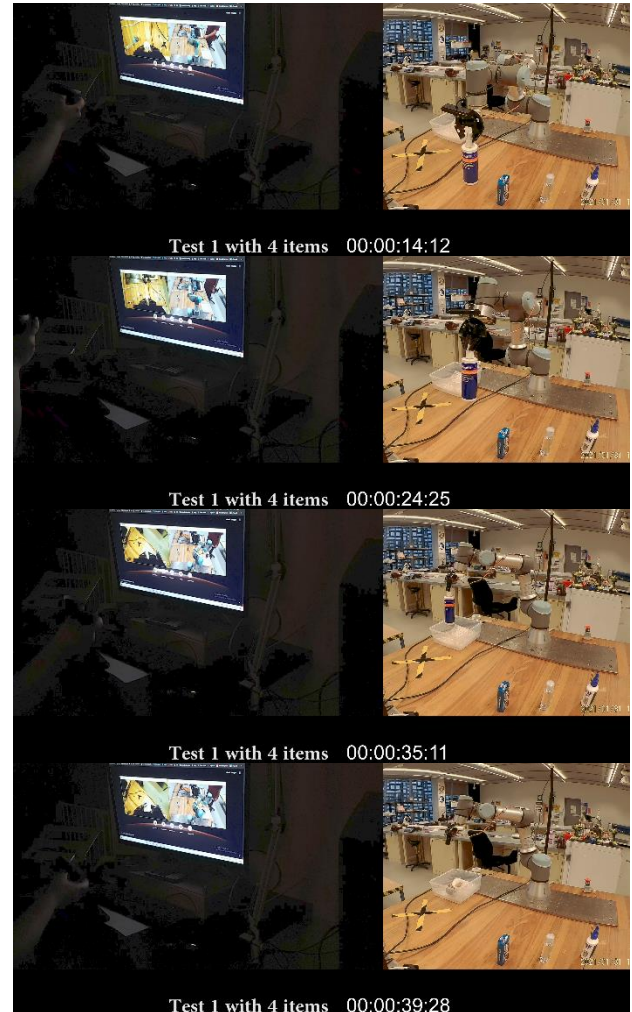 Test 1 with 4 items 00:00:14:12
Test 1 with 4 items 00:00:24:25
Test 1 with 4 items 00:00:35:11
Test 1 with 4 items 00:00:39:28